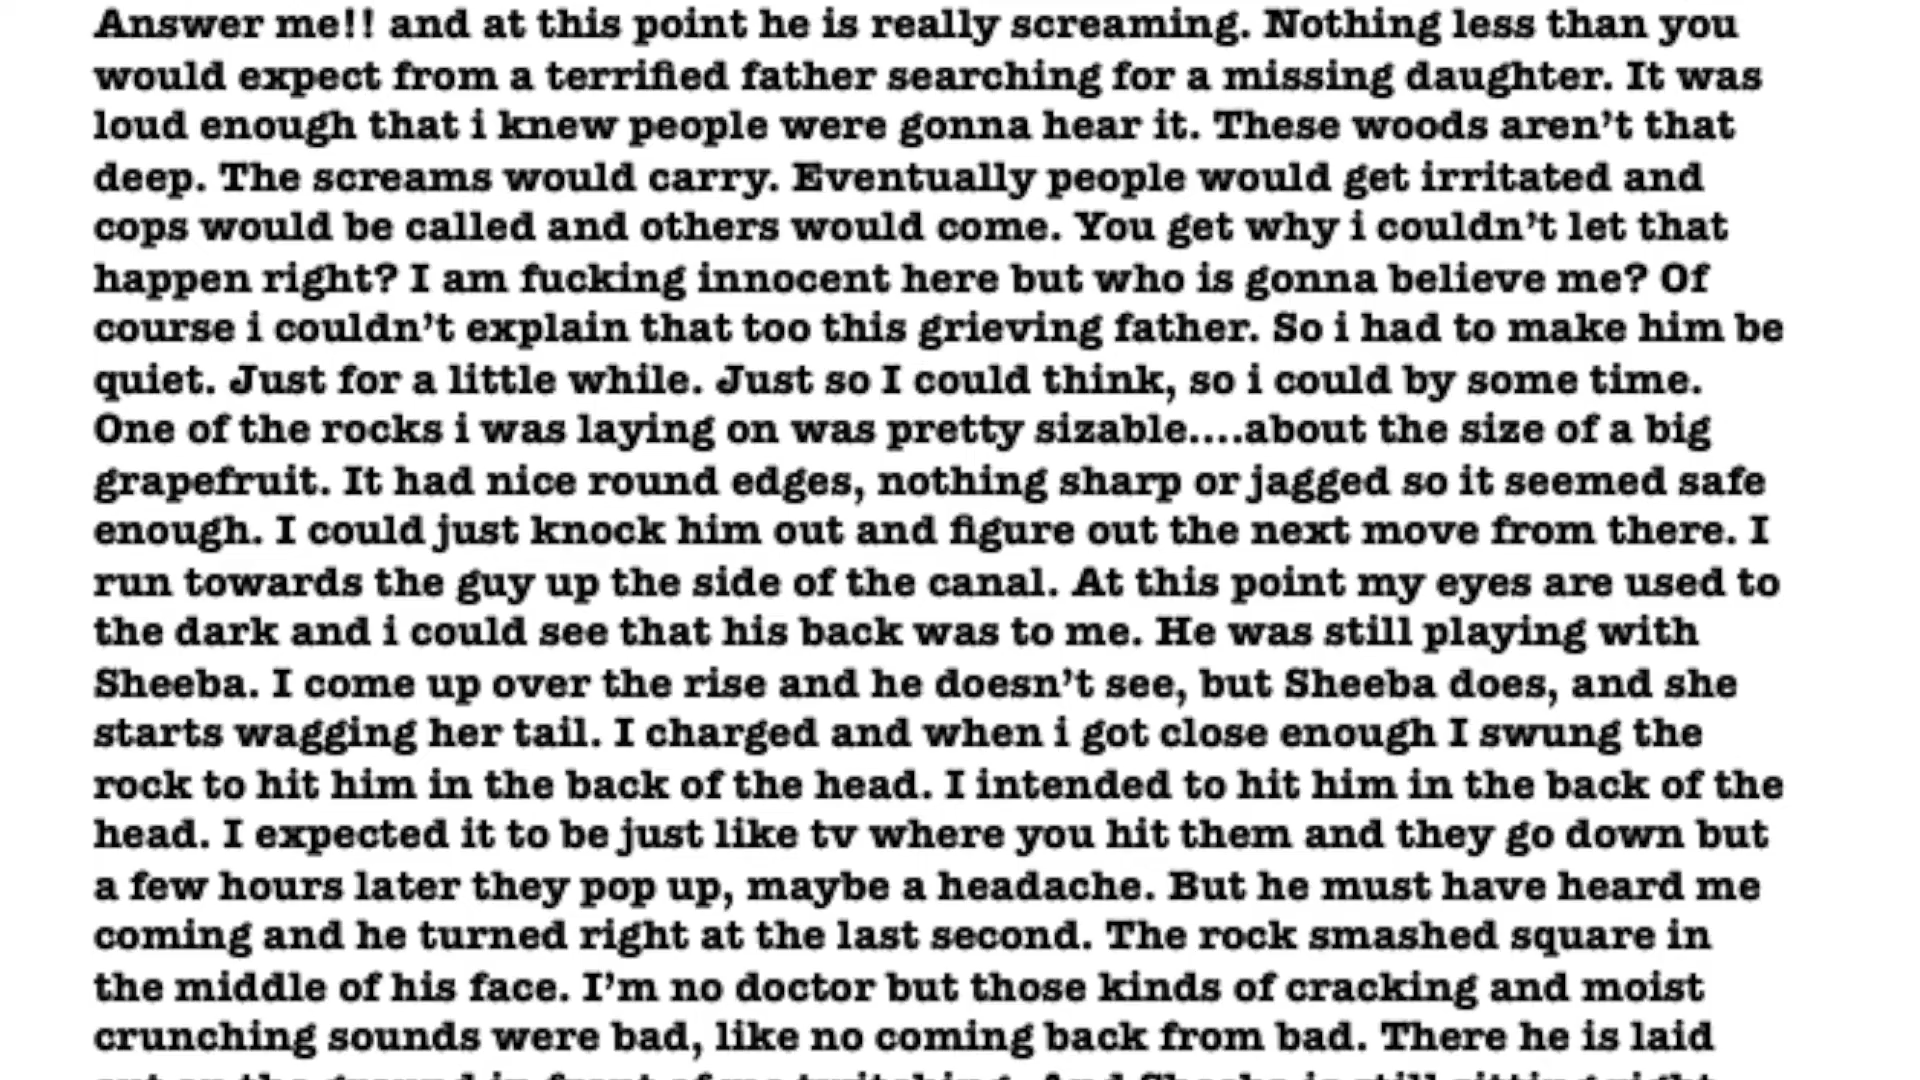 Answer me!! and at this point he is really screaming. Nothing less than you
would expect from a terrified father searching for a missing daughter. It was
loud enough that i knew people were gonna hear it. These woods aren’t that
deep. The screams would carry. Eventually people would get irritated and
cops would be called and others would come. You get why i couldn’t let that
happen right? I am fucking innocent here but who is gonna believe me? Of
course i couldn’t explain that too this grieving father. So i had to make him be
quiet. Just for a little while. Just so I could think, so i could by some time.
One of the rocks i was laying on was pretty sizable....about the size of a big
grapefruit. It had nice round edges, nothing sharp or jagged so it seemed safe
enough. I could just knock him out and figure out the next move from there. I
run towards the guy up the side of the canal. At this point my eyes are used to
the dark and i could see that his back was to me. He was still playing with
Sheeba. I come up over the rise and he doesn’t see, but Sheeba does, and she
starts wagging her tail. I charged and when i got close enough I swung the
rock to hit him in the back of the head. I intended to hit him in the back of the
head. I expected it to be just like tv where you hit them and they go down but
a few hours later they pop up, maybe a headache. But he must have heard me
coming and he turned right at the last second. The rock smashed square in
the middle of his face. I’m no doctor but those kinds of cracking and moist
crunching sounds were bad, like no coming back from bad. There he is laid